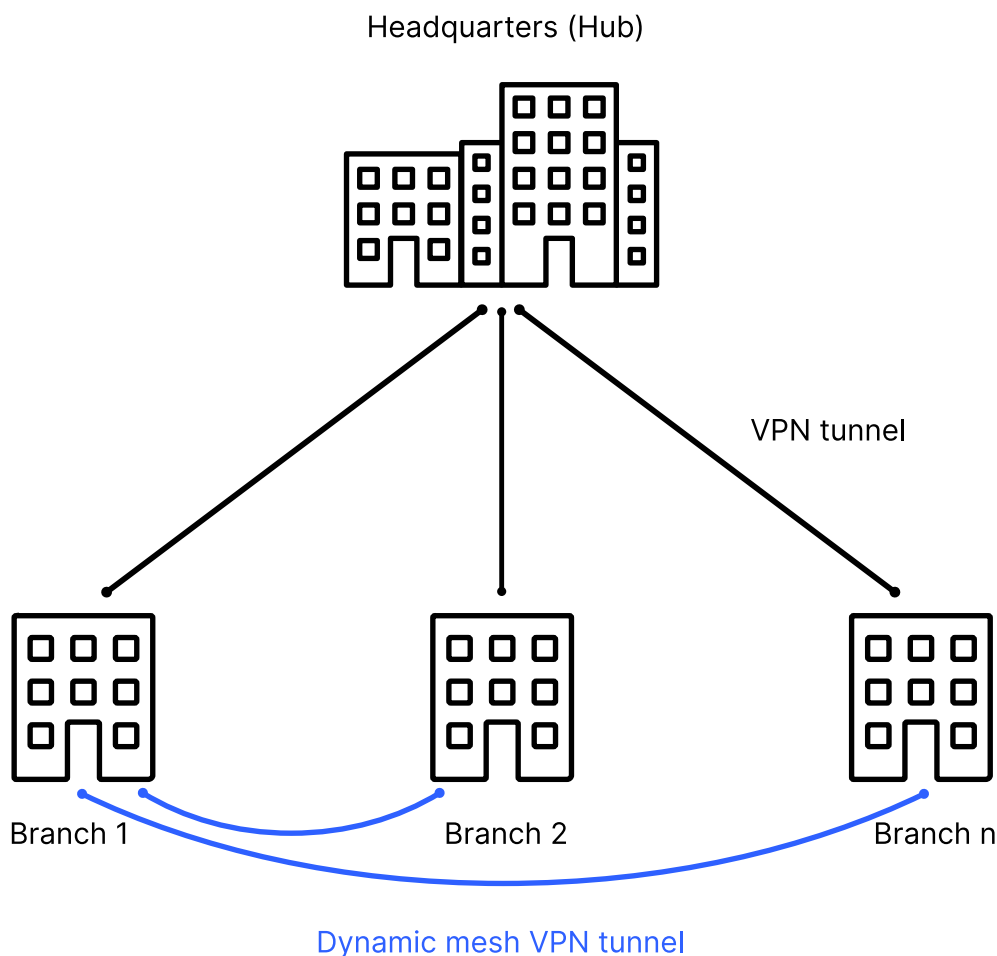 Headquarters (Hub)
VPN tunnel
Branch 1
Branch 2
Branch n
Dynamic mesh VPN tunnel